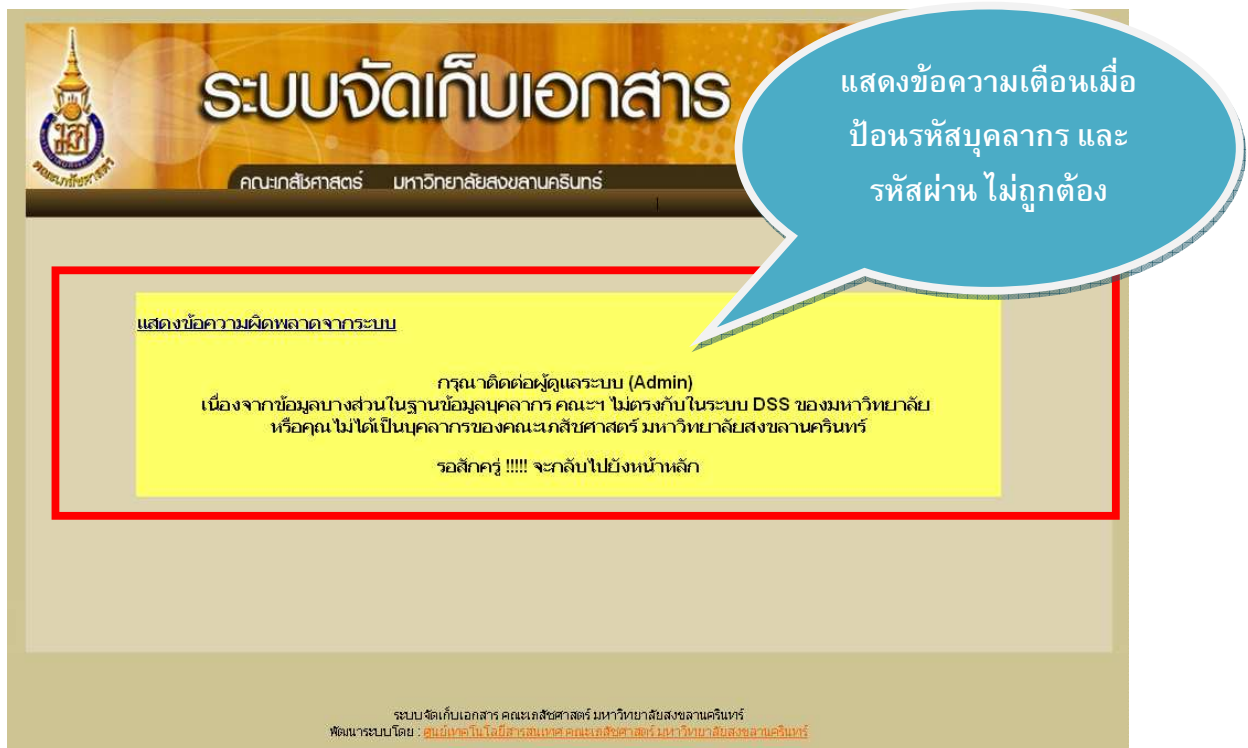 ระบบจัดเก็บเอกสาร
คณะเภสัชศาสตร์ มหาวิทยาลัยสงขลานครินทร์
คณะเภสัชศาสตร์
แสดงข้อความเตือนเมื่อ
ป้อนรหัสบุคลากร และ
รหัสผ่าน ไม่ถูกต้อง
แสดงข้อความผิดพลาดจากระบบ
กรุณาติดต่อผู้ดูแลระบบ (Admin)
เนื่องจากข้อมูลบางส่วนในฐานข้อมูลบุคลากร คณะฯ ไม่ตรงกับในระบบ DSS ของมหาวิทยาลัย
หรือคุณไม่ได้เป็นบุคลากรของคณะเภสัชศาสตร์ มหาวิทยาลัยสงขลานครินทร์
รอสักครู่ !!!!! จะกลับไปยังหน้าหลัก
ระบบจัดเก็บเอกสาร คณะเภสัชศาสตร์ มหาวิทยาลัยสงขลานครินทร์
พัฒนาระบบโดย : ศูนย์เทคโนโลยีสารสนเทศ คณะเภสัชศาสตร์ มหาวิทยาลัยสงขลานครินทร์